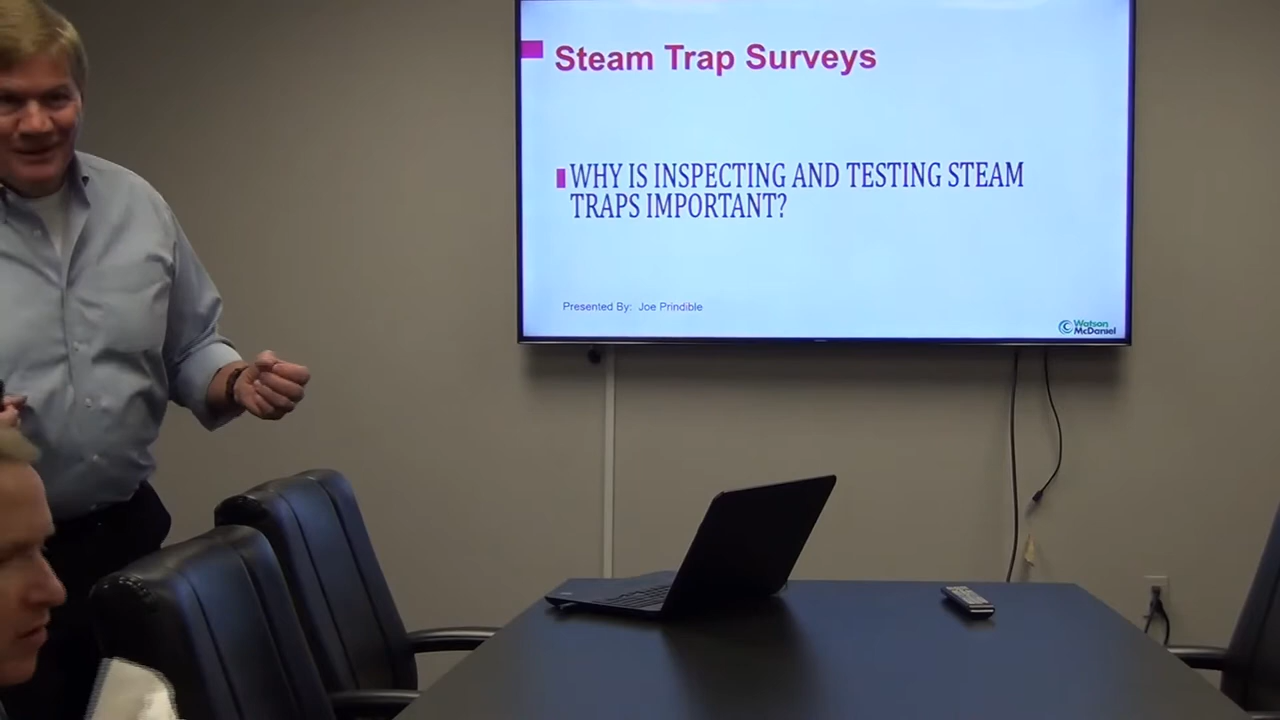 Steam Trap Surveys
WHY IS INSPECTING AND TESTING STEAM
TRAPS IMPORTANT?
Presented By: Joe Prindible
Watson
McDaniel